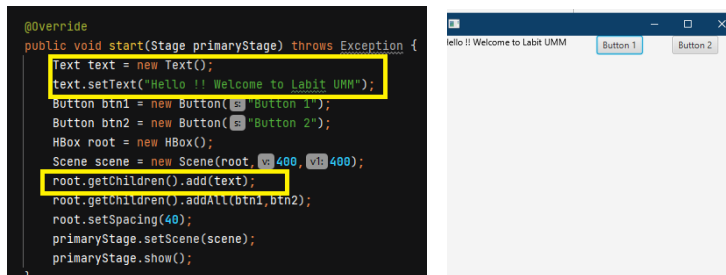 @Override
public void start(Stage primaryStage) throws Exception {
Text text = new Text();
text.setText("Hello !! Welcome to Labit UMM");
Button btn1 = new Button( s: "Button 1");
Button btn2 = new Button( s: "Button 2");
HBox root = new HBox();
Scene scene = new Scene(root, v: 400, v1: 400);
root.getChildren().add(text);
root.getChildren().addAll(btn1,btn2);
root.setSpacing(40);
primaryStage.setScene(scene);
primaryStage.show();
}
Hello !! Welcome to Labit UMM
Button 1
Button 2